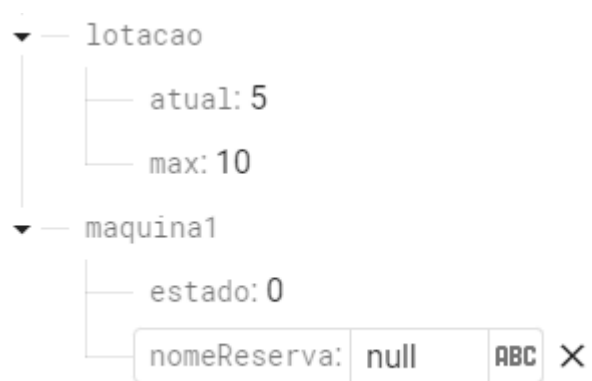 lotacao
atual: 5
max: 10
maquina1
estado: 0
nomeReserva: null ABC